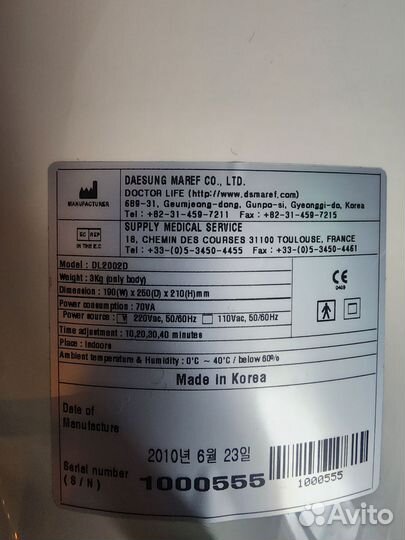 DAESUNG MAREF CO., LTD.
DOCTOR LIFE (http://www.dsmaref.com)
689-31, Geumjeong-dong, Gunpo-si, Gyeonggi-do, Korea
Tel : +82-31-459-7211 Fax : +82-31-459-7215
MANUFACTURER
SUPPLY MEDICAL SERVICE
18, CHEMIN DES COURSES 31100 TOULOUSE, FRANCE
Tel : +33-(0)5-3450-4455 Fax : +33-(0)5-3450-4461
EC REP
IN THE E.C
Model : DL2002D
Weight : 3Kg (only body)
Dimension : 190(W) x 260(D) x 210(H)mm
Power consumption : 70VA
Power source : 220Vac, 50/60Hz 110Vac, 50/60Hz
Time adjustment : 10,20,30,40 minutes
Place : Indoors
Ambient temperature & Humidity : 0°C ~ 40°C / below 60%
CE
Made in Korea
Date of
Manufacture
2010년 6월 23일
Serial number
(S/N)
1000555
1000555
Avito